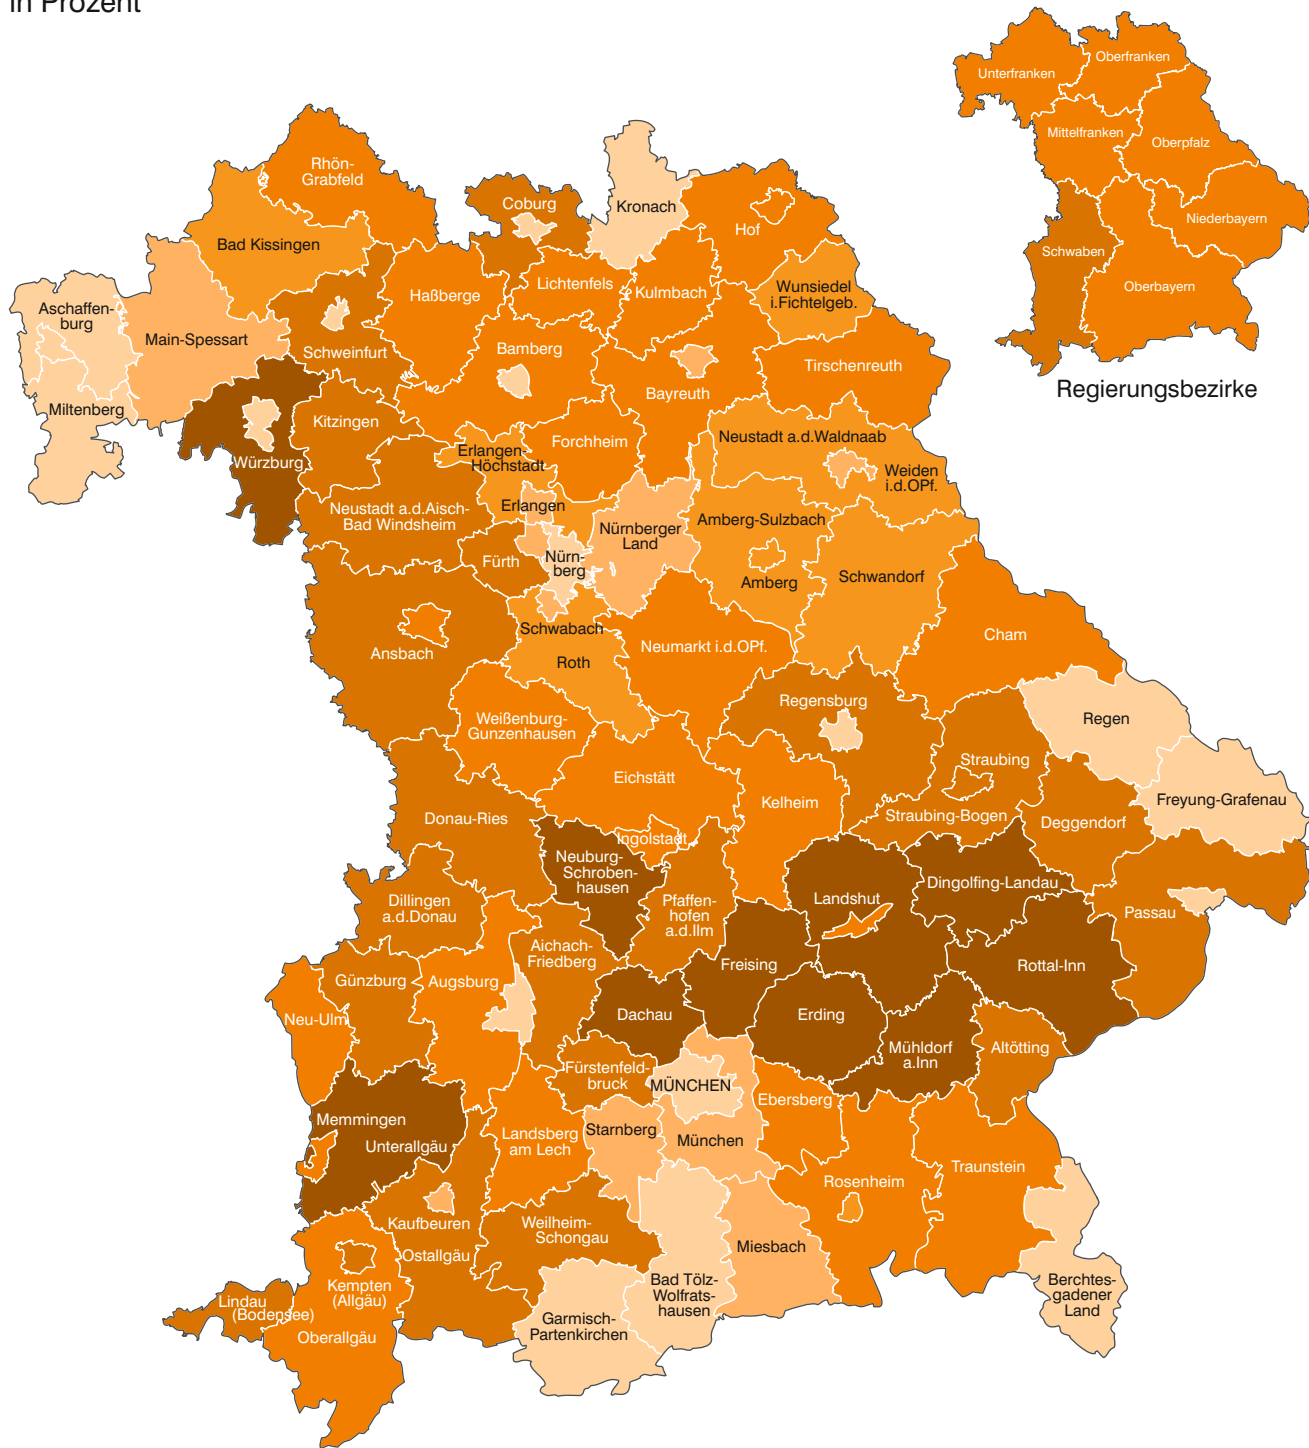 in Prozent
Unterfranken
Oberfranken
Mittelfranken
Oberpfalz
Niederbayern
Schwaben
Oberbayern
Regierungsbezirke
Rhön-
Grabfeld
Coburg
Kronach
Hof
Bad Kissingen
Haßberge
Lichtenfels
Kulmbach
Wunsiedel
i.Fichtelgeb.
Aschaffen-
burg
Main-Spessart
Schweinfurt
Bamberg
Bayreuth
Tirschenreuth
Miltenberg
Kitzingen
Forchheim
Neustadt a.d.Waldnaab
Würzburg
Erlangen-
Höchstadt
Weiden
i.d.OPf.
Neustadt a.d.Aisch-
Bad Windsheim
Erlangen
Nürnberger
Land
Amberg-Sulzbach
Fürth
Nürn-
berg
Amberg
Schwandorf
Ansbach
Schwabach
Roth
Neumarkt i.d.OPf.
Cham
Weißenburg-
Gunzenhausen
Regensburg
Regen
Eichstätt
Straubing
Kelheim
Freyung-Grafenau
Donau-Ries
Ingolstadt
Straubing-Bogen
Deggendorf
Neuburg-
Schroben-
hausen
Dingolfing-Landau
Landshut
Dillingen
a.d.Donau
Pfaffen-
hofen
a.d.Ilm
Passau
Aichach-
Friedberg
Freising
Rottal-Inn
Günzburg
Augsburg
Neu-Ulm
Dachau
Erding
Mühldorf
a.Inn
Altötting
Fürstenfeld-
bruck
MÜNCHEN
Ebersberg
Memmingen
Unterallgäu
Landsberg
am Lech
Starnberg
München
Traunstein
Rosenheim
Kaufbeuren
Weilheim-
Schongau
Ostallgäu
Miesbach
Kempten
(Allgäu)
Bad Tölz-
Wolfrats-
hausen
Berchtes-
gadener
Land
Lindau
(Bodensee)
Oberallgäu
Garmisch-
Partenkirchen